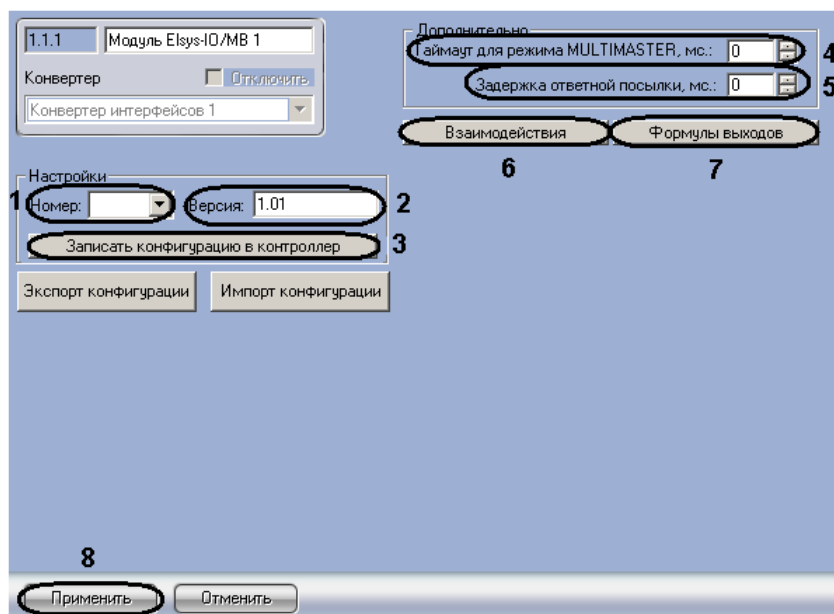 1.1.1 Модуль Elsys-IO/MB 1
Конвертер Отключить
Конвертер интерфейсов 1
Дополнительно
Таймаут для режима MULTIMASTER, мс.: 0 4
Задержка ответной посылки, мс.: 0 5
Взаимодействия Формулы выходов
6 7
Настройки
1 Номер: Версия: 1.01 2
Записать конфигурацию в контроллер 3
Экспорт конфигурации Импорт конфигурации
8
Применить Отменить